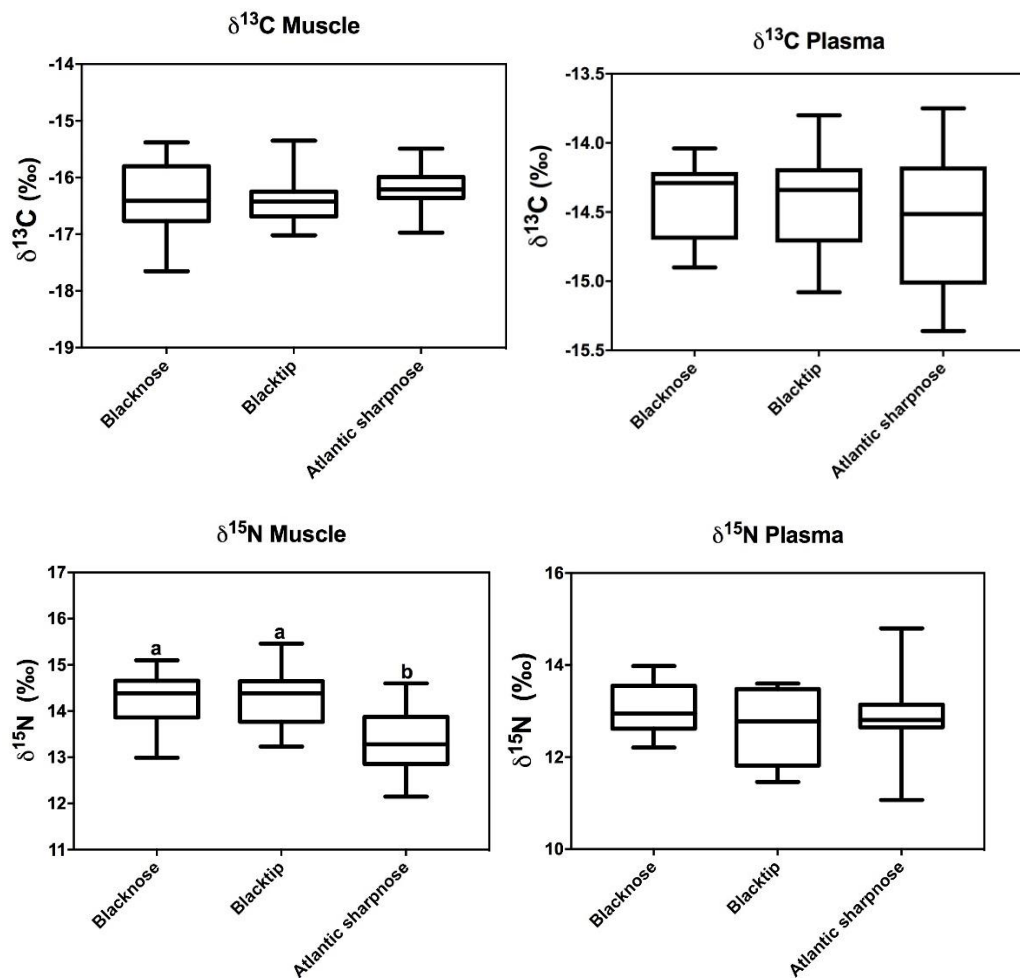 δ13C Muscle
δ13C (‰)
-14
-15
-16
-17
-18
-19
Blacknose
Blacktip
Atlantic sharpnose
δ13C Plasma
δ13C (‰)
-13.5
-14.0
-14.5
-15.0
-15.5
Blacknose
Blacktip
Atlantic sharpnose
δ15N Muscle
δ15N (‰)
17
16
15
14
13
12
11
a
a
b
Blacknose
Blacktip
Atlantic sharpnose
δ15N Plasma
δ15N (‰)
16
14
12
10
Blacknose
Blacktip
Atlantic sharpnose